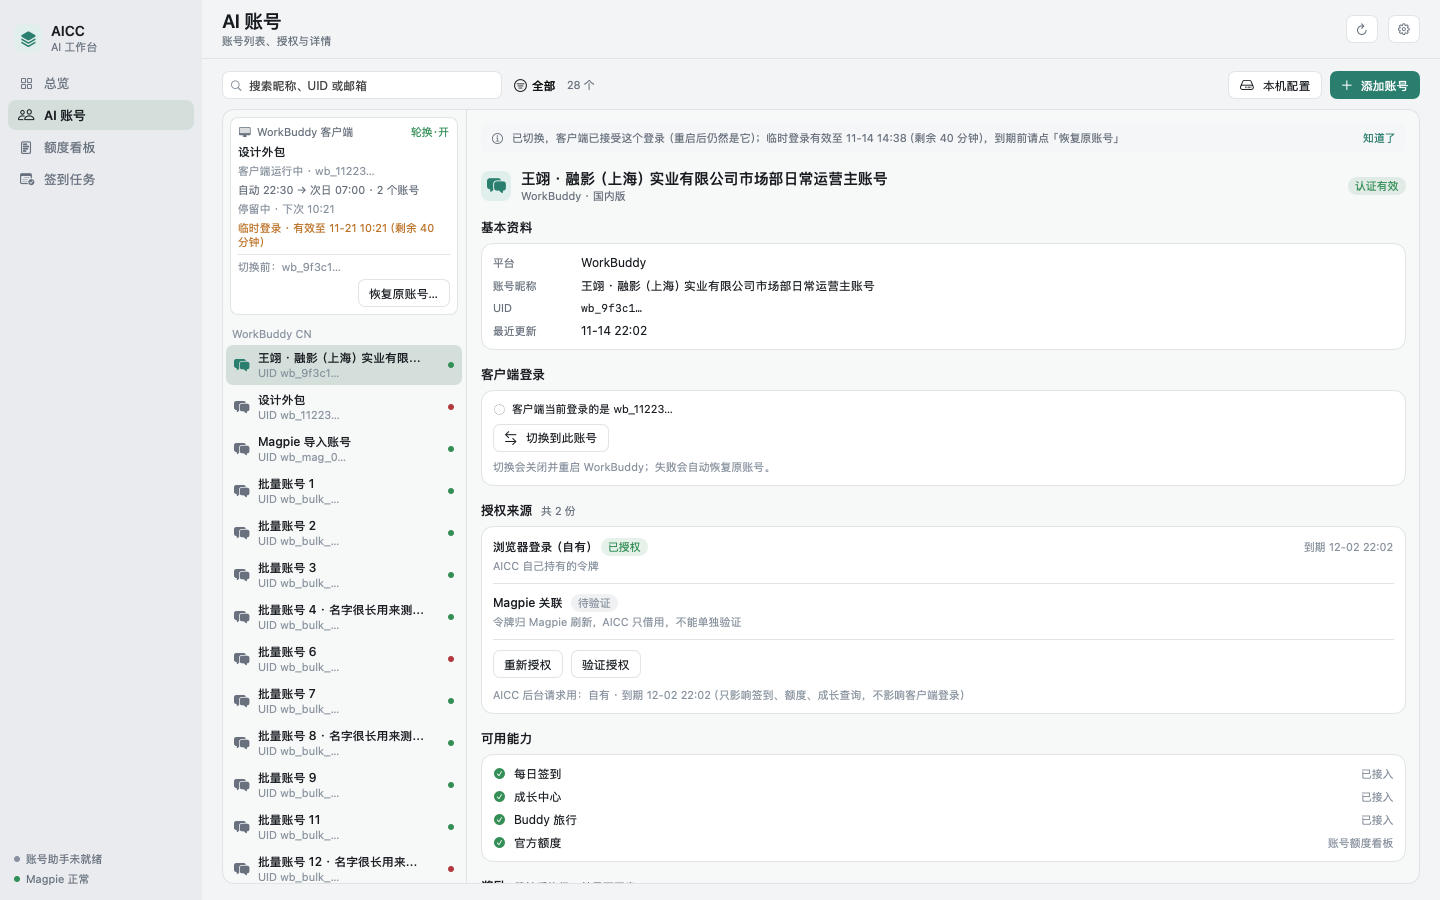 AICC
AI 工作台
总览
AI 账号
额度看板
签到任务
账号助手未就绪
Magpie 正常
AI 账号
账号列表、授权与详情
搜索昵称、UID 或邮箱
全部 28 个
本机配置
添加账号
WorkBuddy 客户端 轮换·开
设计外包
客户端运行中 · wb_11223...
自动 22:30 → 次日 07:00 · 2 个账号
停留中 · 下次 10:21
临时登录 · 有效至 11-21 10:21 (剩余 40
分钟)
切换前：wb_9f3c1...
恢复原账号...
WorkBuddy CN
王翊 · 融影（上海）实业有限...
UID wb_9f3c1...
设计外包
UID wb_11223...
Magpie 导入账号
UID wb_mag_0...
批量账号 1
UID wb_bulk_...
批量账号 2
UID wb_bulk_...
批量账号 3
UID wb_bulk_...
批量账号 4 · 名字很长用来测...
UID wb_bulk_...
批量账号 6
UID wb_bulk_...
批量账号 7
UID wb_bulk_...
批量账号 8 · 名字很长用来测...
UID wb_bulk_...
批量账号 9
UID wb_bulk_...
批量账号 11
UID wb_bulk_...
批量账号 12 · 名字很长用来...
UID wb_bulk_...
已切换，客户端已接受这个登录 (重启后仍然是它)；临时登录有效至 11-14 14:38 (剩余 40 分钟)，到期前请点「恢复原账号」 知道了
王翊 · 融影（上海）实业有限公司市场部日常运营主账号
WorkBuddy · 国内版
认证有效
基本资料
平台 WorkBuddy
账号昵称 王翊 · 融影（上海）实业有限公司市场部日常运营主账号
UID wb_9f3c1…
最近更新 11-14 22:02
客户端登录
客户端当前登录的是 wb_11223...
切换到此账号
切换会关闭并重启 WorkBuddy；失败会自动恢复原账号。
授权来源 共 2 份
浏览器登录（自有） 已授权 到期 12-02 22:02
AICC 自己持有的令牌
Magpie 关联 待验证
令牌归 Magpie 刷新，AICC 只借用，不能单独验证
重新授权 验证授权
AICC 后台请求用：自有 · 到期 12-02 22:02 (只影响签到、额度、成长查询，不影响客户端登录)
可用能力
每日签到 已接入
成长中心 已接入
Buddy 旅行 已接入
官方额度 账号额度看板